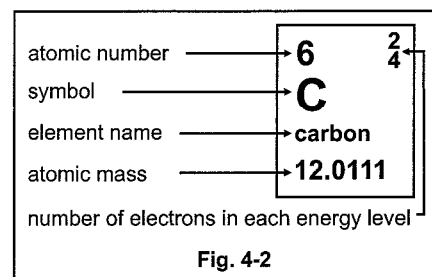 atomic number 6 2
4
symbol C
element name carbon
atomic mass 12.0111
number of electrons in each energy level
Fig. 4-2